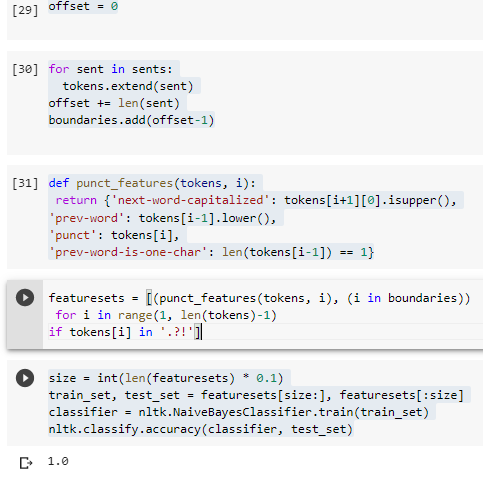 [29] offset = 0
[30] for sent in sents:
  tokens.extend(sent)
offset += len(sent)
boundaries.add(offset-1)
[31] def punct_features(tokens, i):
 return {'next-word-capitalized': tokens[i+1][0].isupper(),
'prev-word': tokens[i-1].lower(),
'punct': tokens[i],
'prev-word-is-one-char': len(tokens[i-1]) == 1}
featuresets = [(punct_features(tokens, i), (i in boundaries))
 for i in range(1, len(tokens)-1)
if tokens[i] in '.?!']
size = int(len(featuresets) * 0.1)
train_set, test_set = featuresets[size:], featuresets[:size]
classifier = nltk.NaiveBayesClassifier.train(train_set)
nltk.classify.accuracy(classifier, test_set)
1.0